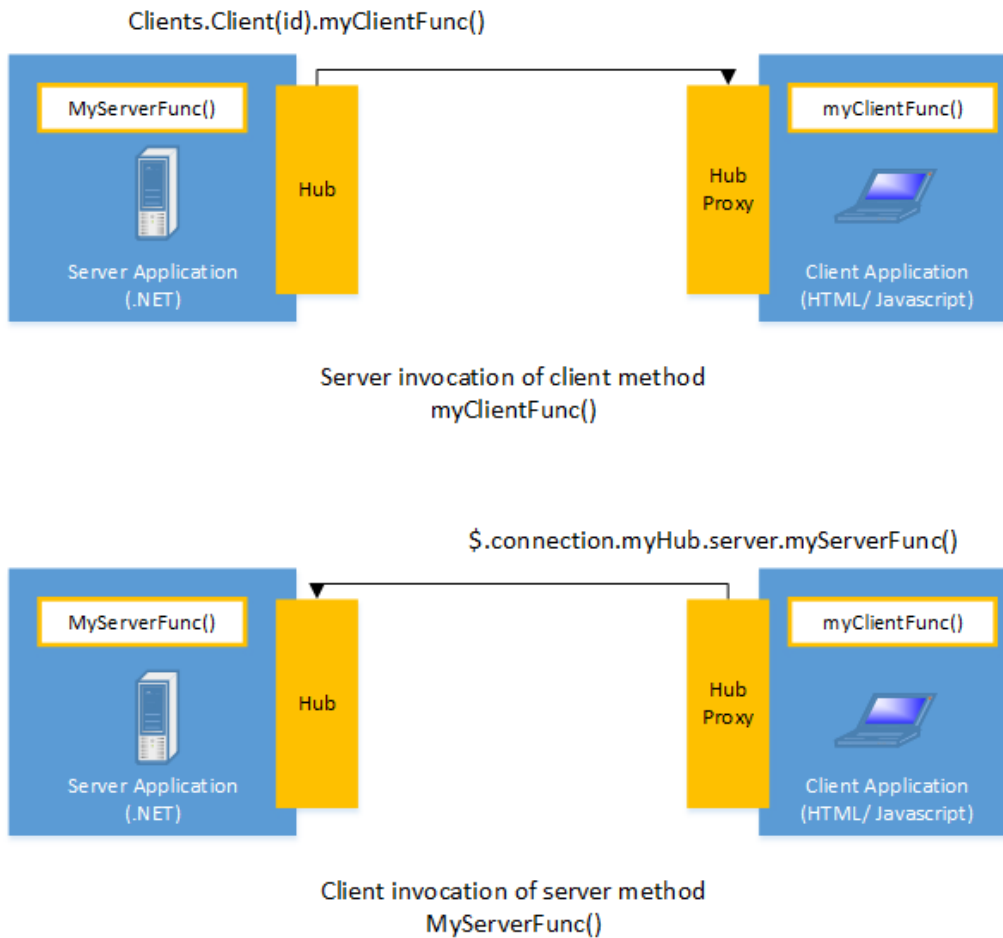 Clients.Client(id).myClientFunc()
MyServerFunc()
Hub
Server Application
(.NET)
Hub
Proxy
myClientFunc()
Client Application
(HTML/ Javascript)
Server invocation of client method
myClientFunc()
$.connection.myHub.server.myServerFunc()
MyServerFunc()
Hub
Server Application
(.NET)
Hub
Proxy
myClientFunc()
Client Application
(HTML/ Javascript)
Client invocation of server method
MyServerFunc()